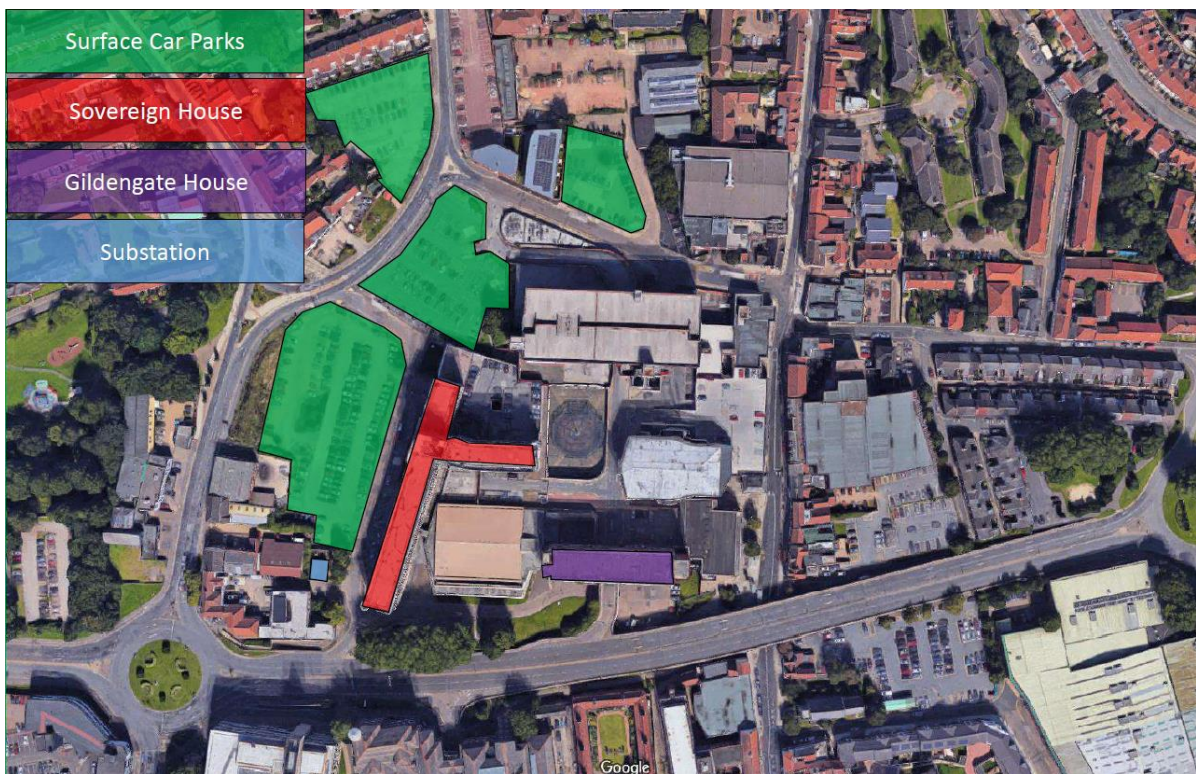 Surface Car Parks
Sovereign House
Gildengate House
Substation
Google